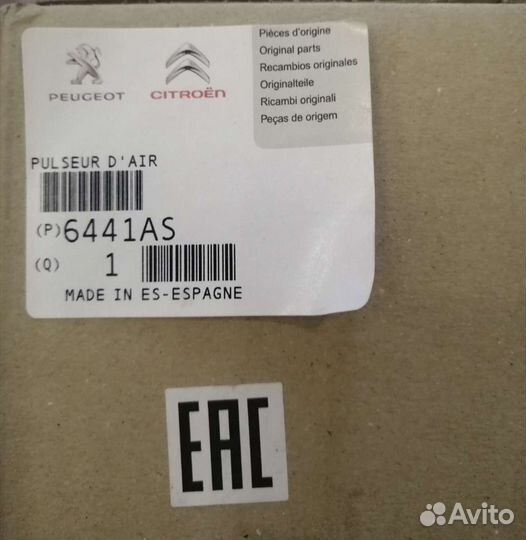 PEUGEOT
CITROËN
Pièces d'origine
Original parts
Recambios originales
Originalteile
Ricambi originali
Peças de origem
PULSEUR D'AIR
(P) 6441AS
(Q) 1
MADE IN ES-ESPAGNE
EAC
Avito